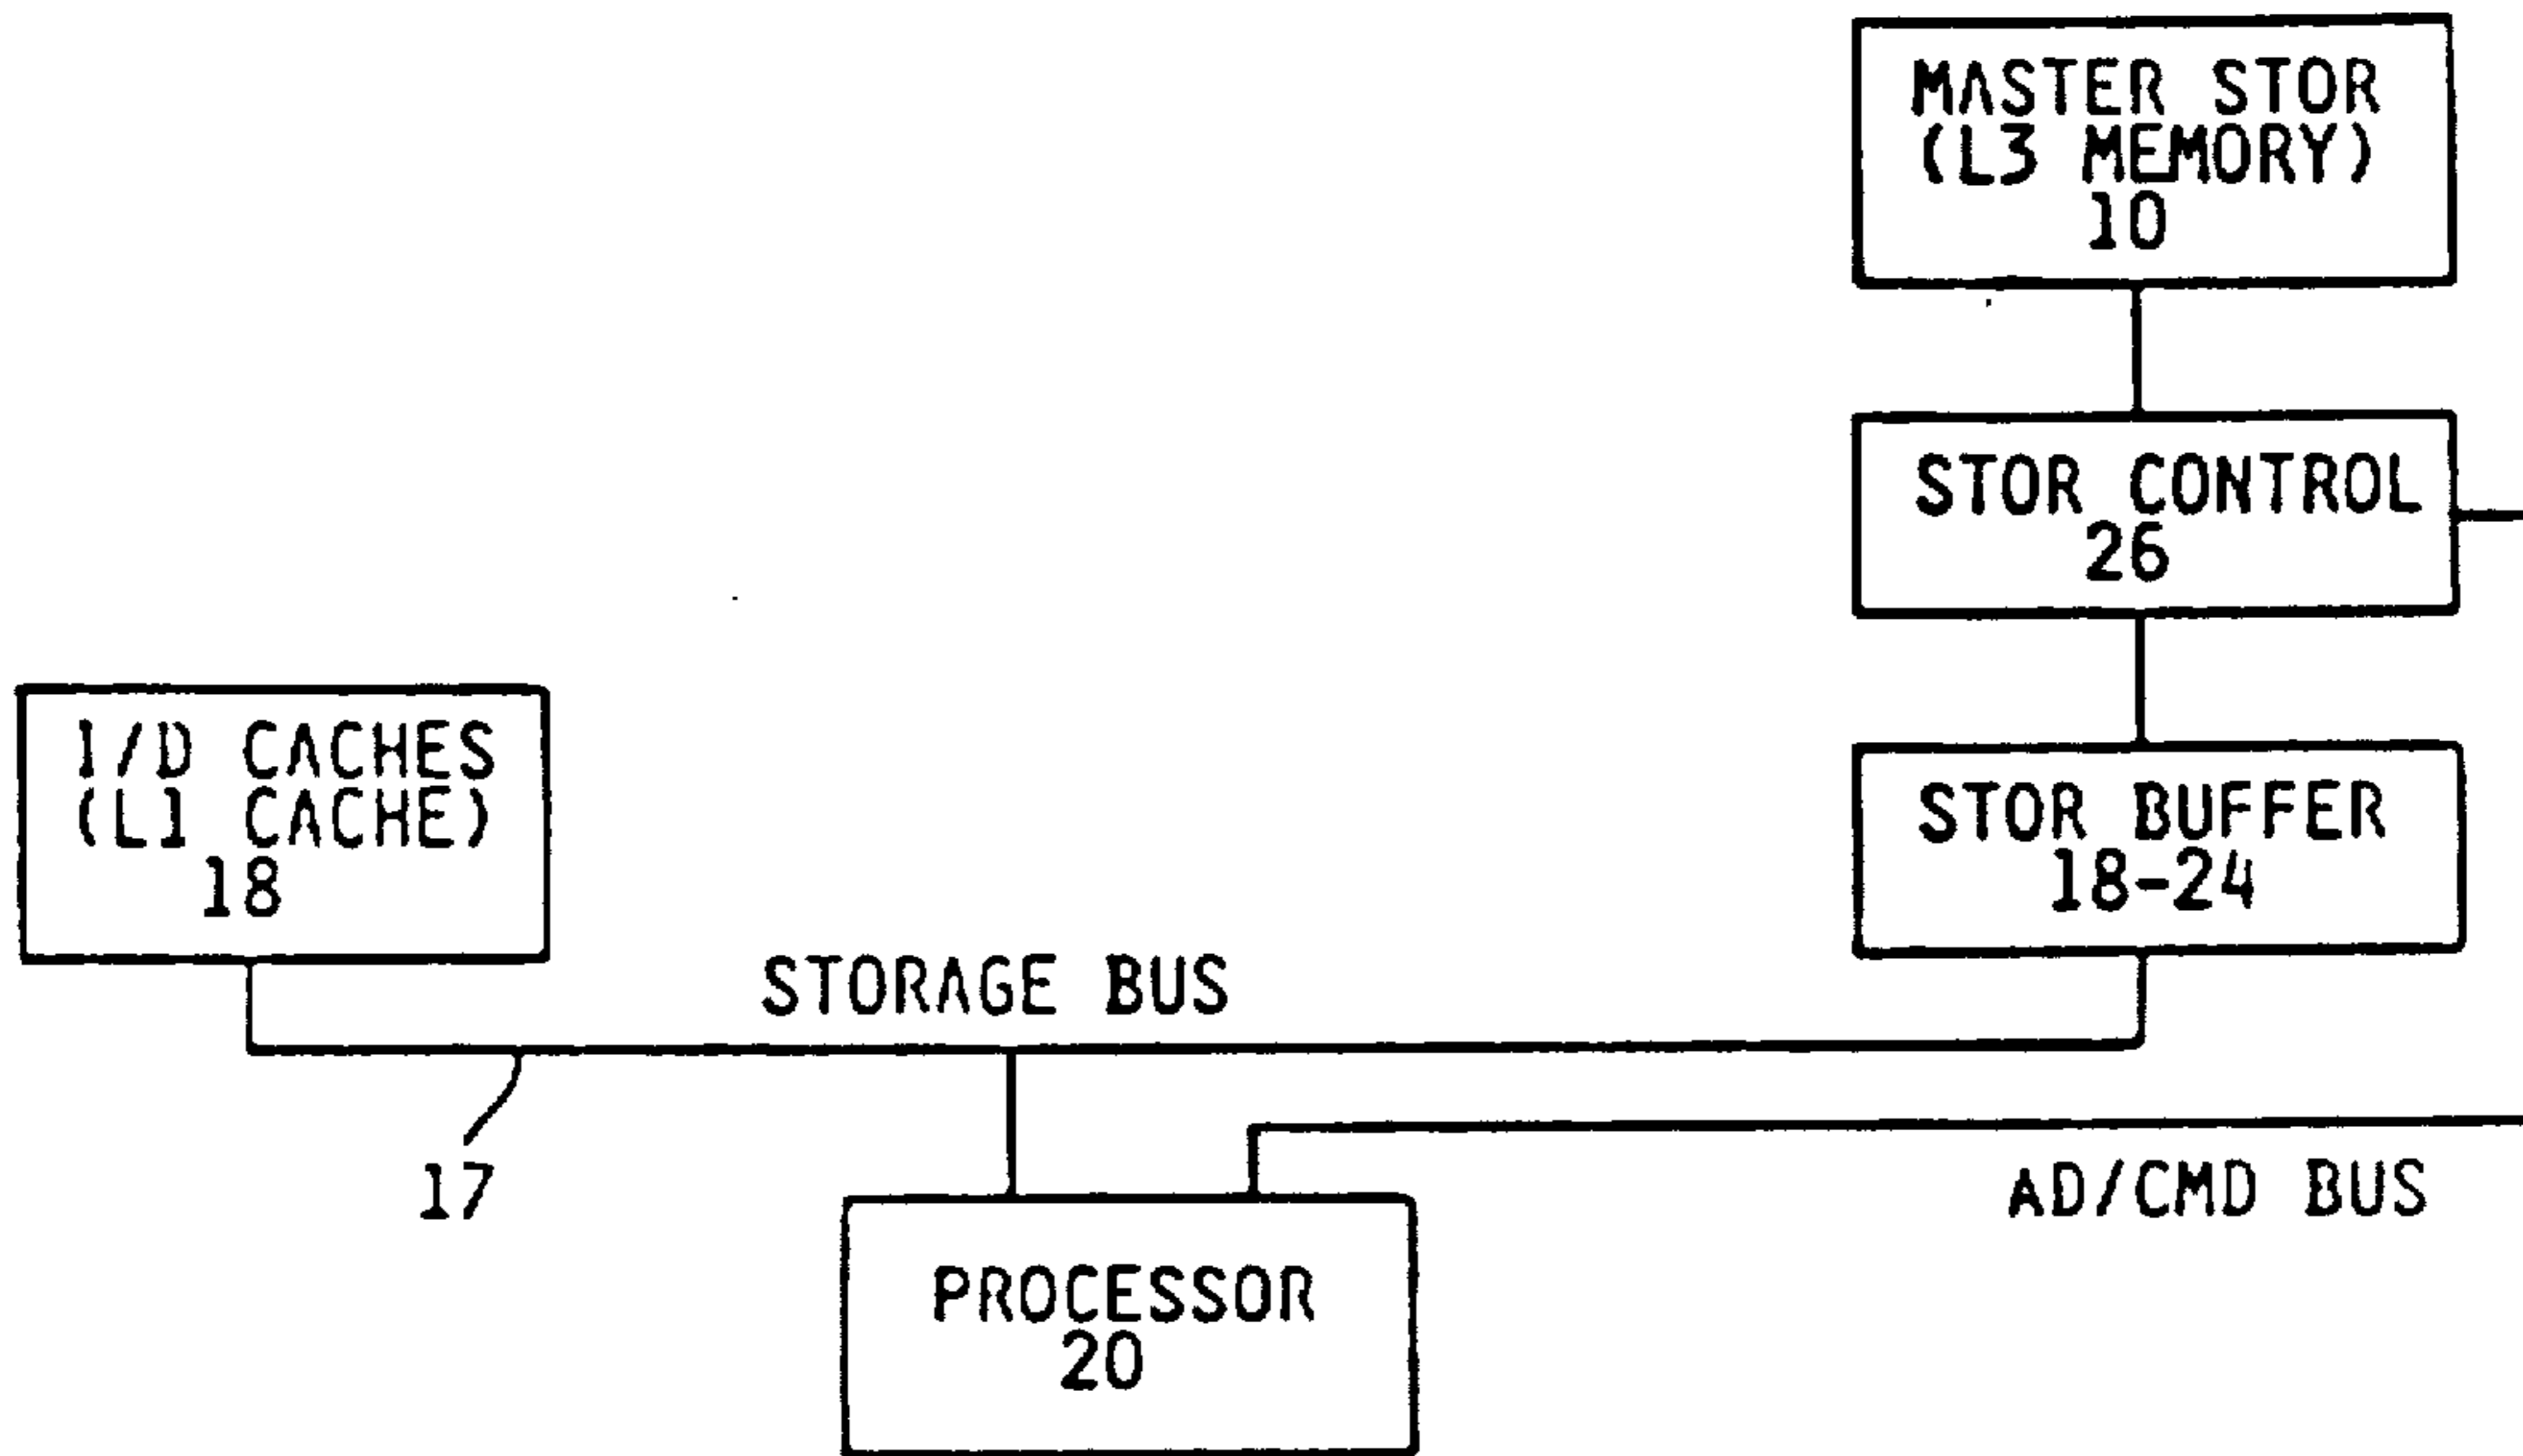 MASTER STOR
(L3 MEMORY)
10
STOR CONTROL
26
I/D CACHES
(L1 CACHE)
18
STOR BUFFER
18-24
STORAGE BUS
17
AD/CMD BUS
PROCESSOR
20